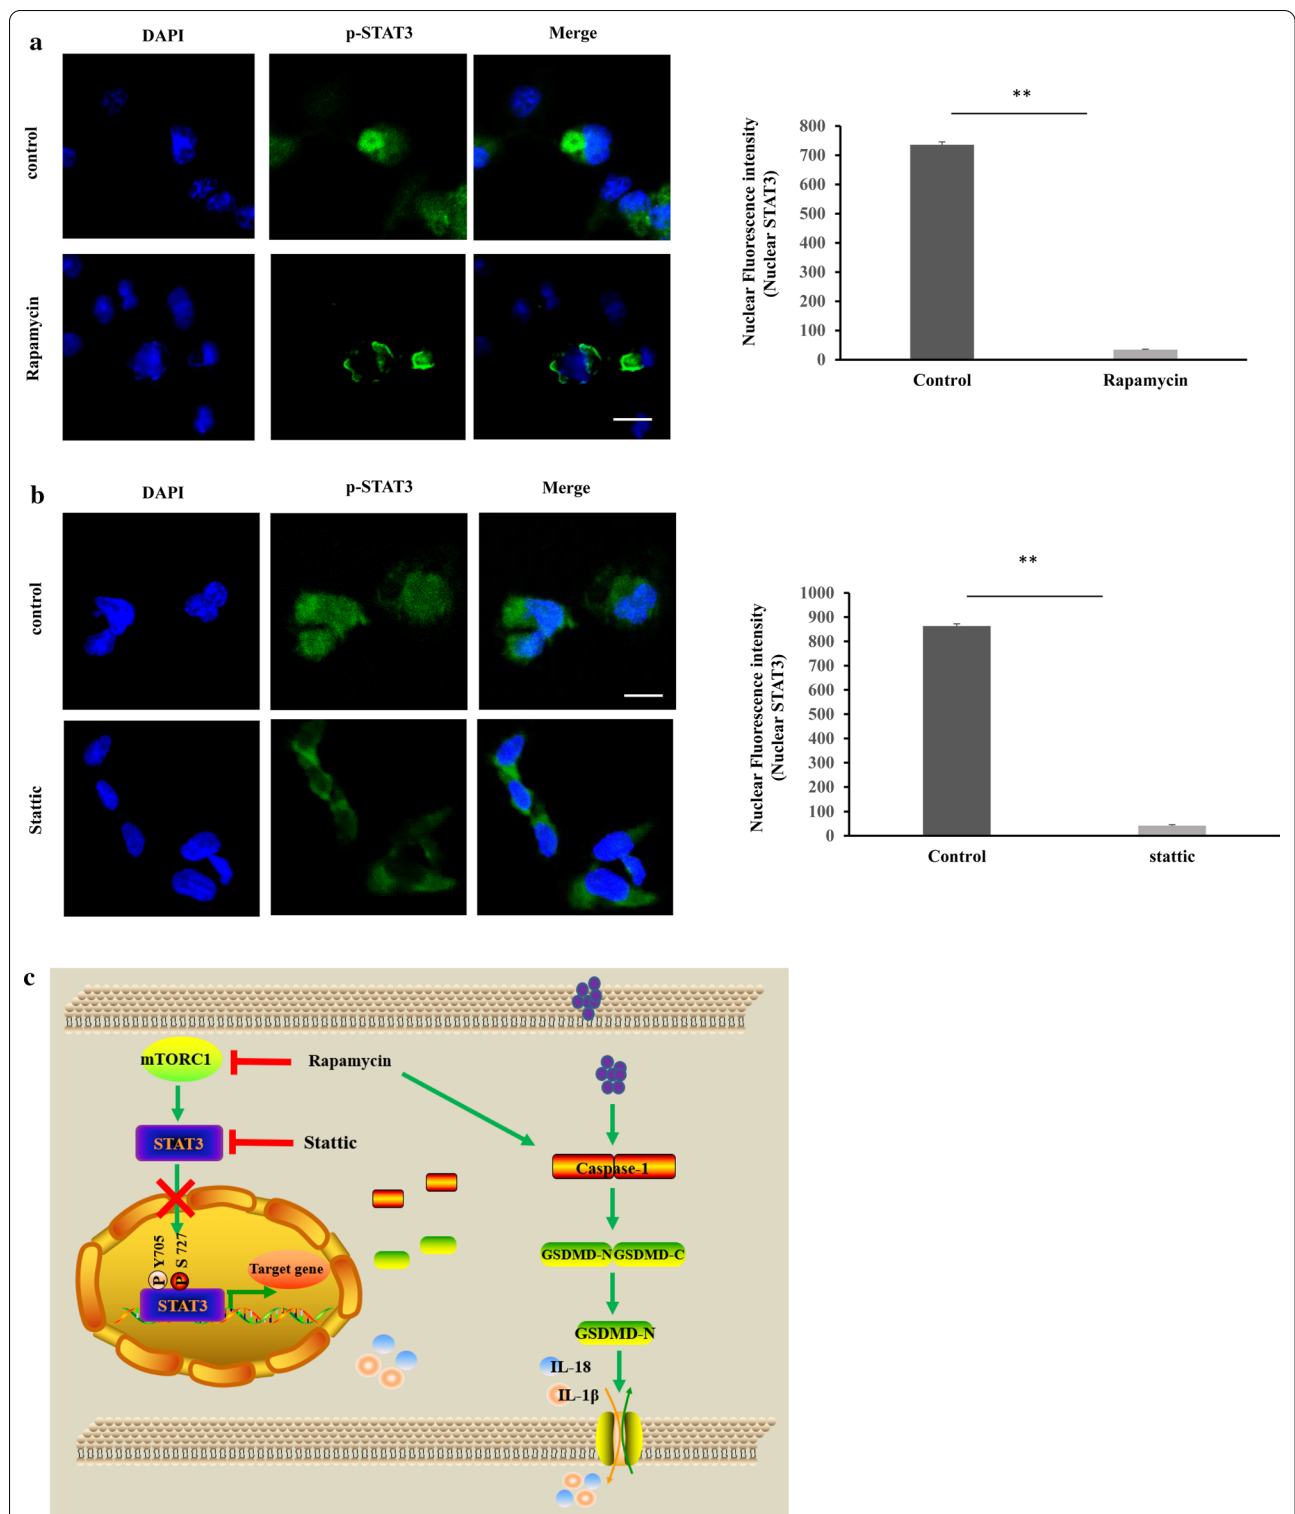 a
DAPI
p-STAT3
Merge
control
Rapamycin
**
Nuclear Fluorescence intensity
(Nuclear STAT3)
800
700
600
500
400
300
200
100
0
Control
Rapamycin
b
DAPI
p-STAT3
Merge
control
Stattic
**
Nuclear Fluorescence intensity
(Nuclear STAT3)
1000
900
800
700
600
500
400
300
200
100
0
Control
stattic
c
mTORC1
Rapamycin
STAT3
Stattic
Caspase-1
P Y705
P S 727
Target gene
STAT3
GSDMD-N GSDMD-C
GSDMD-N
IL-18
IL-1β